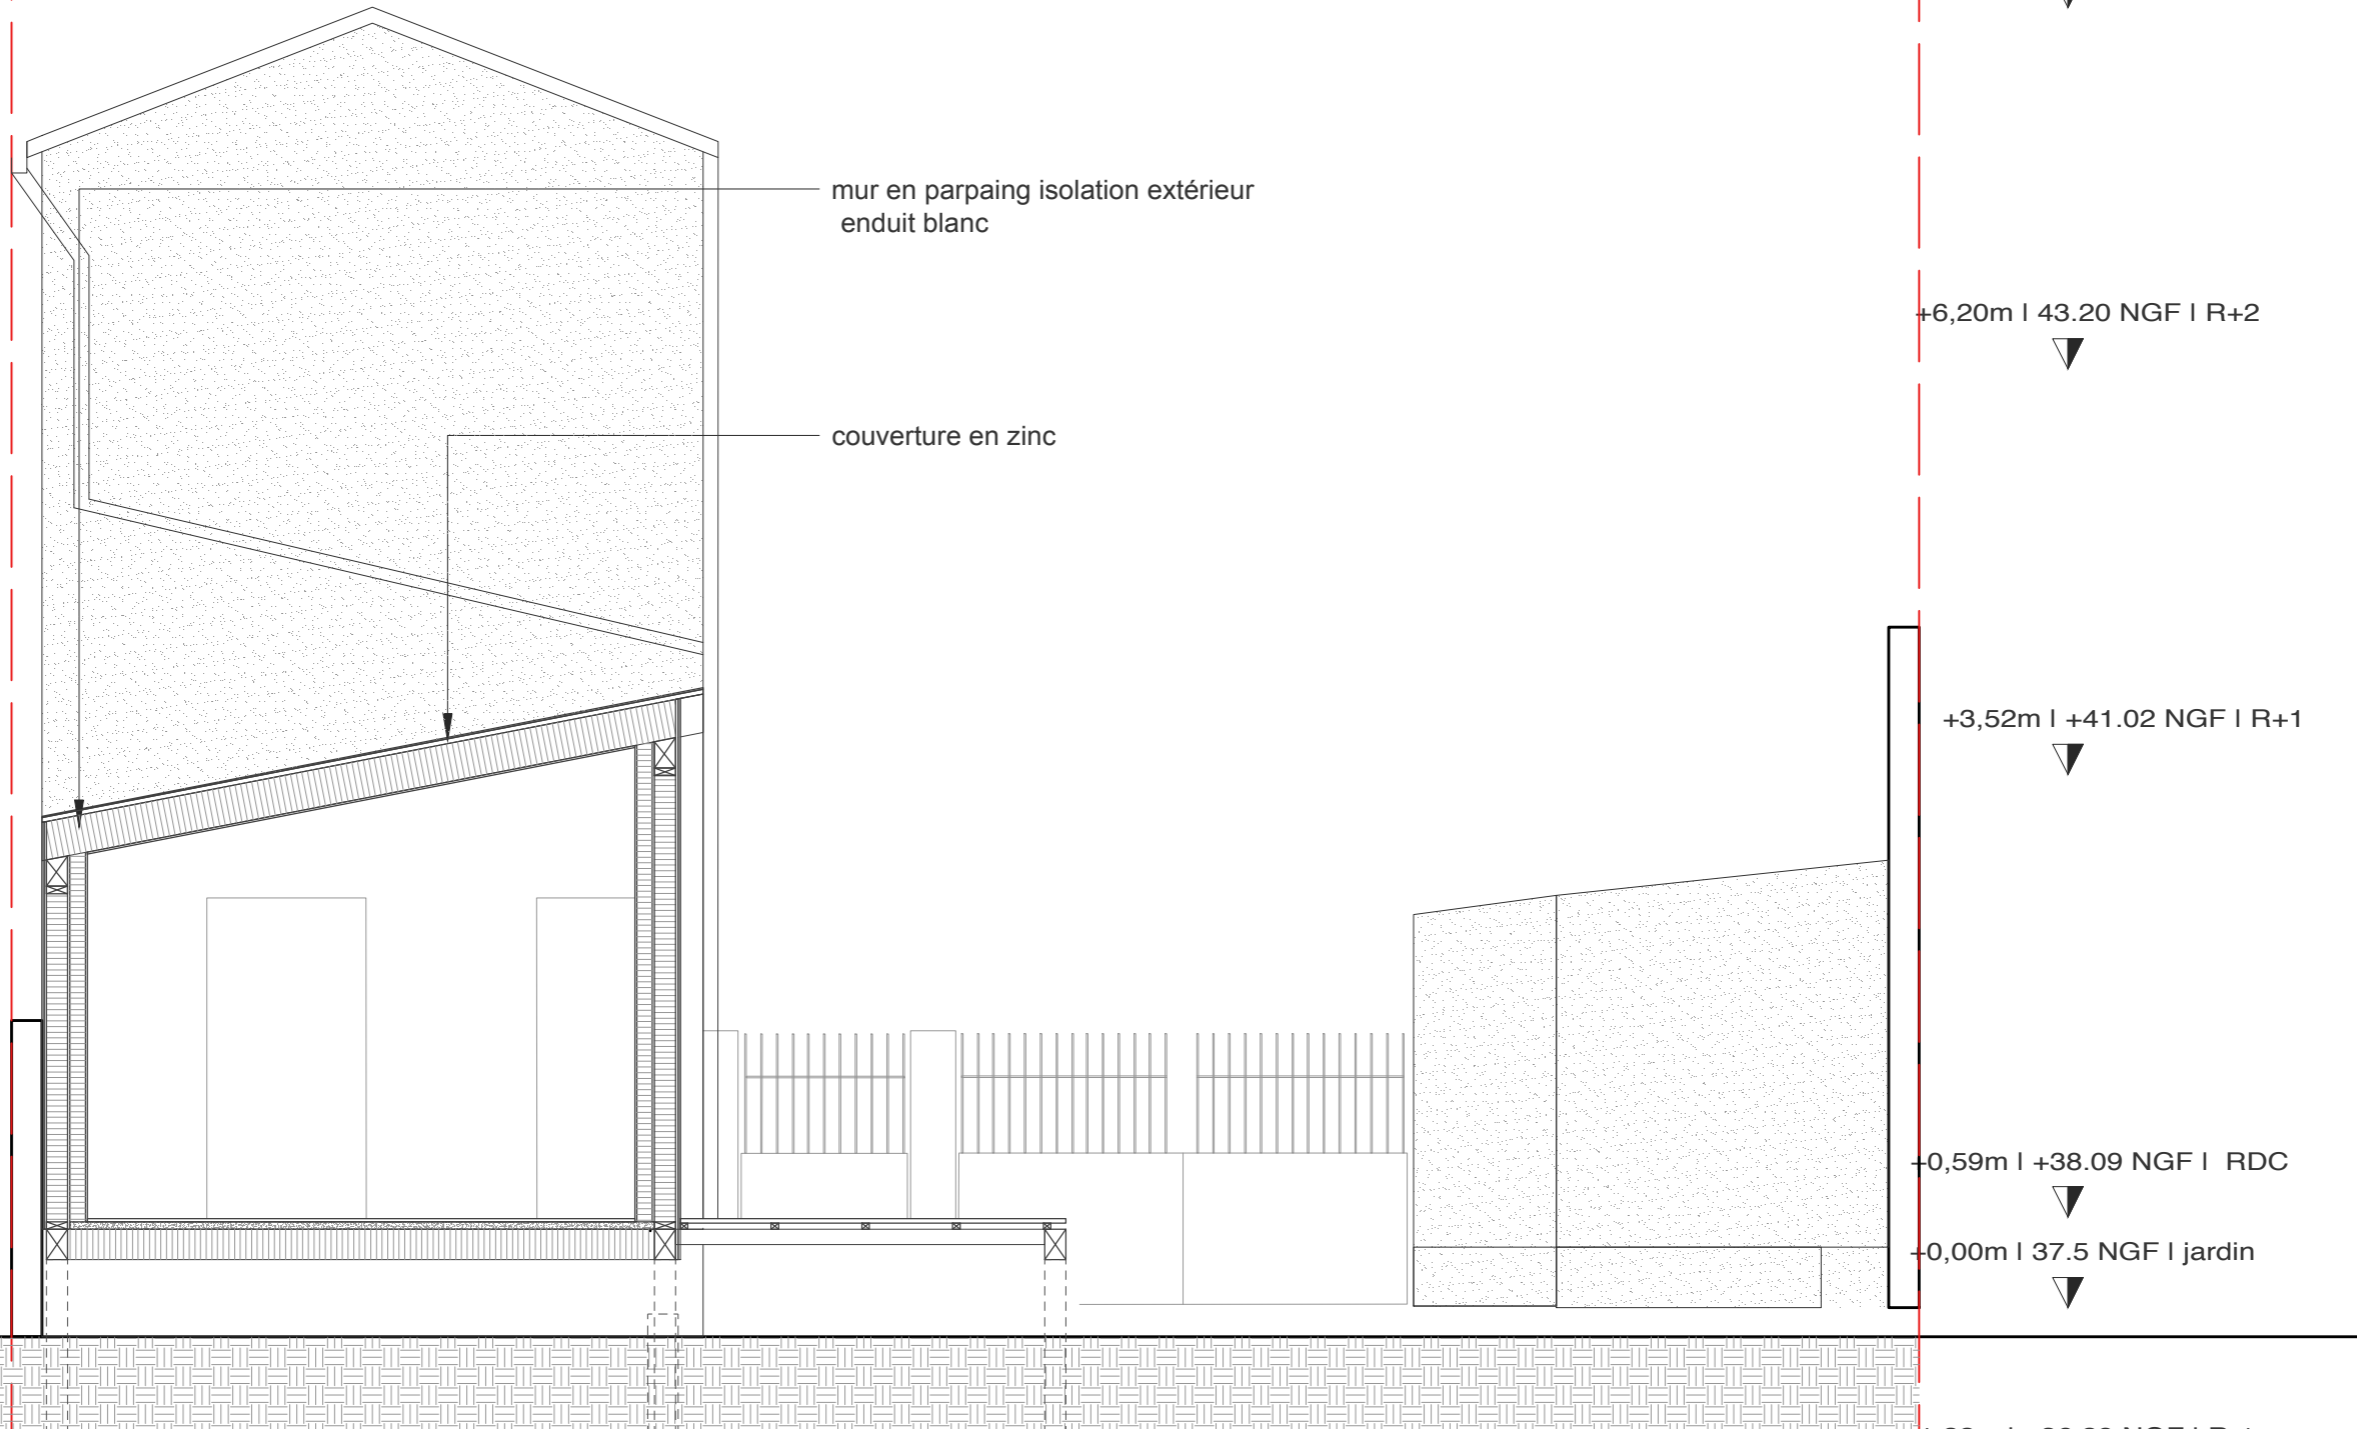 mur en parpaing isolation extérieur
enduit blanc
+6,20m | 43.20 NGF | R+2
couverture en zinc
+3,52m | +41.02 NGF | R+1
+0,59m | +38.09 NGF | RDC
+0,00m | 37.5 NGF | jardin